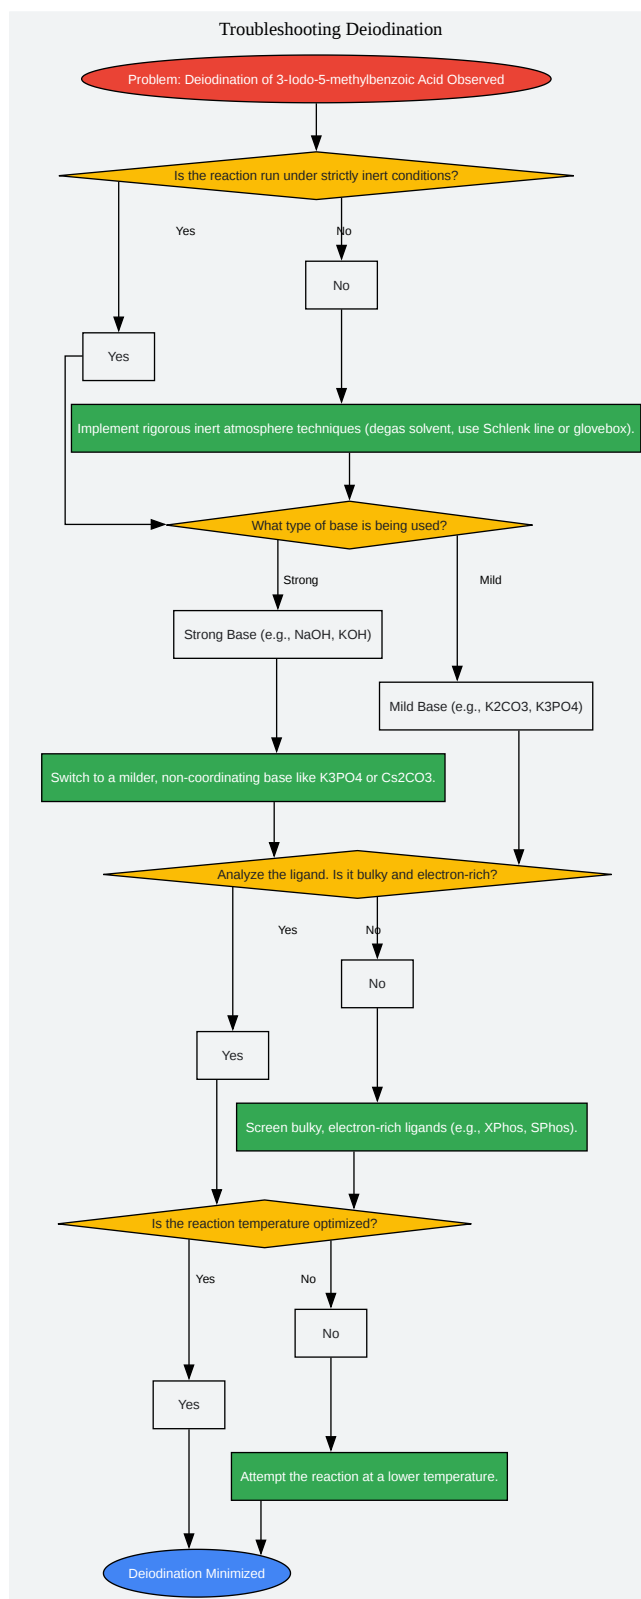 Troubleshooting Deiodination
Problem: Deiodination of 3-Iodo-5-methylbenzoic Acid Observed
Is the reaction run under strictly inert conditions?
Yes
No
No
Yes
Implement rigorous inert atmosphere techniques (degas solvent, use Schlenk line or glovebox).
What type of base is being used?
Strong
Mild
Strong Base (e.g., NaOH, KOH)
Mild Base (e.g., K2CO3, K3PO4)
Switch to a milder, non-coordinating base like K3PO4 or Cs2CO3.
Analyze the ligand. Is it bulky and electron-rich?
Yes
No
No
Yes
Screen bulky, electron-rich ligands (e.g., XPhos, SPhos).
Is the reaction temperature optimized?
Yes
No
No
Yes
Attempt the reaction at a lower temperature.
Deiodination Minimized